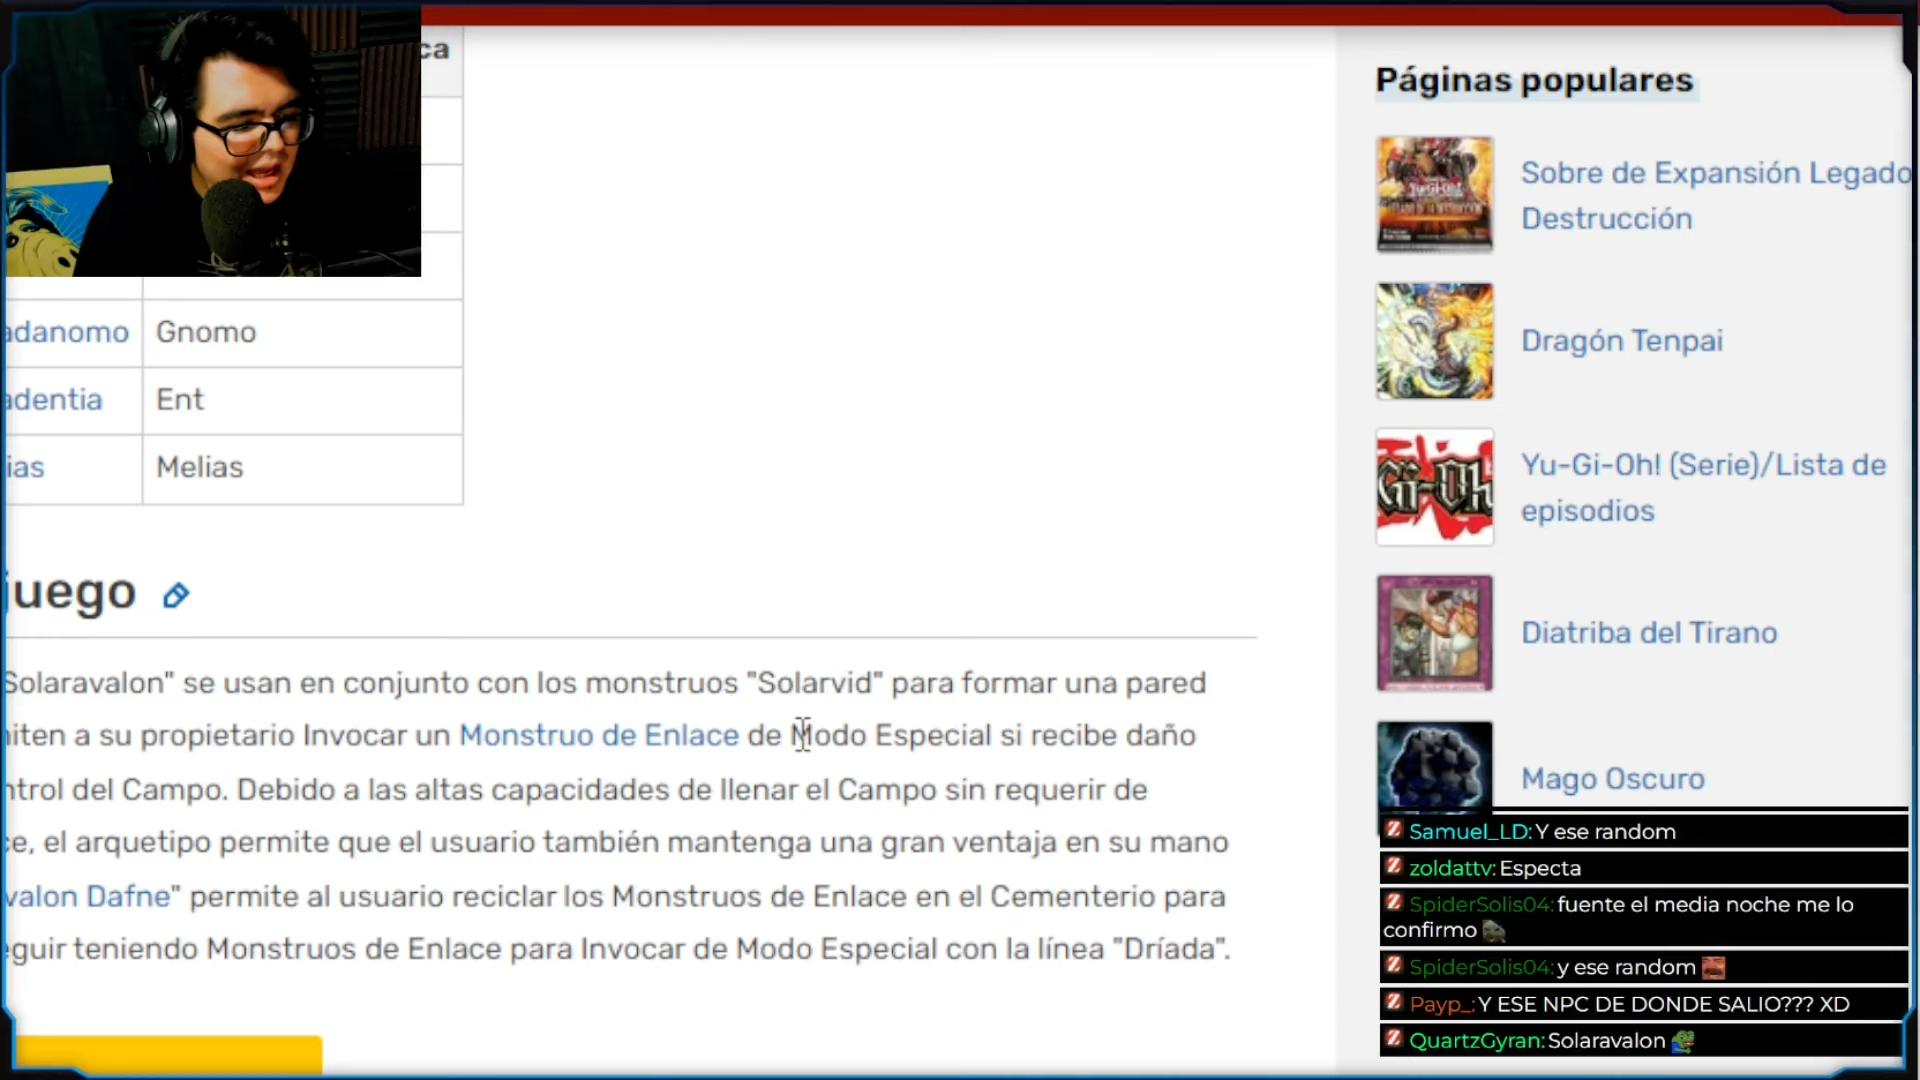 ca
adanomo Gnomo
adentia Ent
ias Melias
juego
Solaravalon" se usan en conjunto con los monstruos "Solarvid" para formar una pared
niten a su propietario Invocar un Monstruo de Enlace de Modo Especial si recibe daño
ntrol del Campo. Debido a las altas capacidades de llenar el Campo sin requerir de
ce, el arquetipo permite que el usuario también mantenga una gran ventaja en su mano
valon Dafne" permite al usuario reciclar los Monstruos de Enlace en el Cementerio para
eguir teniendo Monstruos de Enlace para Invocar de Modo Especial con la línea "Dríada".
Páginas populares
Sobre de Expansión Legado
Destrucción
Dragón Tenpai
Gi-Oh
Yu-Gi-Oh! (Serie)/Lista de
episodios
Diatriba del Tirano
Mago Oscuro
Samuel_LD: Y ese random
zoldattv: Especta
SpiderSolis04: fuente el media noche me lo
confirmo
SpiderSolis04: y ese random
Payp_: Y ESE NPC DE DONDE SALIO??? XD
QuartzGyran: Solaravalon